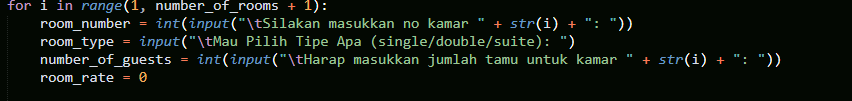 for i in range(1, number_of_rooms + 1):
    room_number = int(input("\tSilakan masukkan no kamar " + str(i) + ": "))
    room_type = input("\tMau Pilih Tipe Apa (single/double/suite): ")
    number_of_guests = int(input("\tHarap masukkan jumlah tamu untuk kamar " + str(i) + ": "))
    room_rate = 0